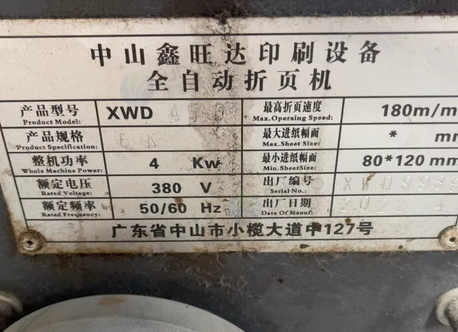 中山鑫旺达印刷设备
全自动折页机
产品型号 Product Model: XWD 最高折页速度 Max.Operating Speed: 180m/m
产品规格 Product Specification 最大进纸幅面 Max.Sheet Size: * m
整机功率 Whole Machine Power: 4 Kw 最小进纸幅面 Min.SheetSize: 80*120 mm
额定电压 Rated Voltage: 380 V 出厂编号 Serial No.:
额定频率 Rated Frequency: 50/60 Hz 出厂日期 Date Of Manuf
广东省中山市小榄大道中127号